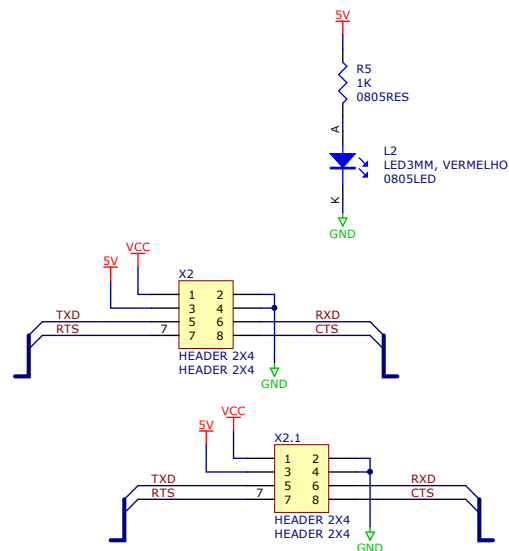 5V
R5
1K
0805RES
A
L2
LED3MM, VERMELHO
0805LED
K
GND
VCC
5V
X2
1 2
3 4
TXD 5 6 RXD
RTS 7 7 8 CTS
HEADER 2X4
HEADER 2X4
GND
VCC
5V
X2.1
1 2
3 4
TXD 5 6 RXD
RTS 7 7 8 CTS
HEADER 2X4
HEADER 2X4
GND